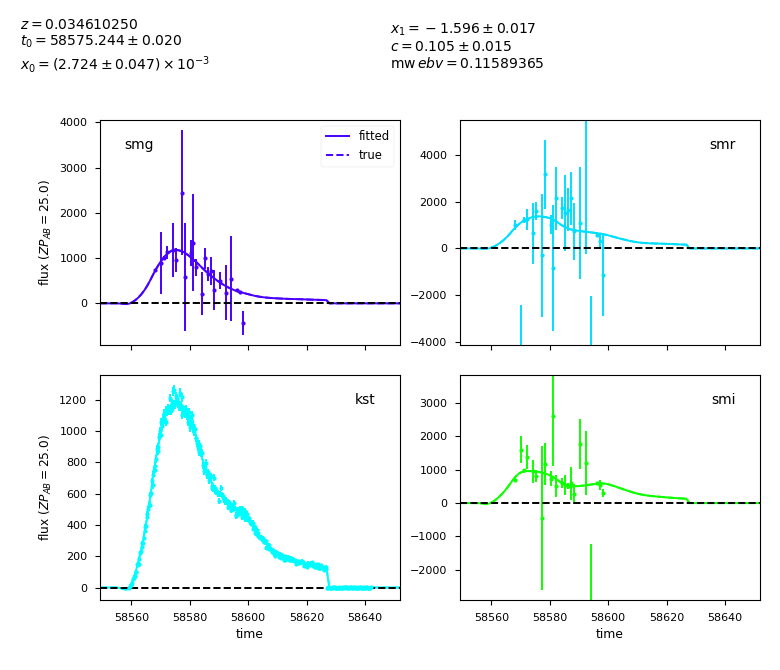 z = 0.034610250
t₀ = 58575.244 ± 0.020
x₀ = (2.724 ± 0.047) × 10⁻³
x₁ = −1.596 ± 0.017
c = 0.105 ± 0.015
mw ebv = 0.11589365
4000
3000
2000
1000
0
flux (ZP_AB = 25.0)
smg
fitted
true
4000
2000
0
−2000
−4000
smr
1200
1000
800
600
400
200
0
flux (ZP_AB = 25.0)
kst
58560 58580 58600 58620 58640
time
3000
2000
1000
0
−1000
−2000
smi
58560 58580 58600 58620 58640
time